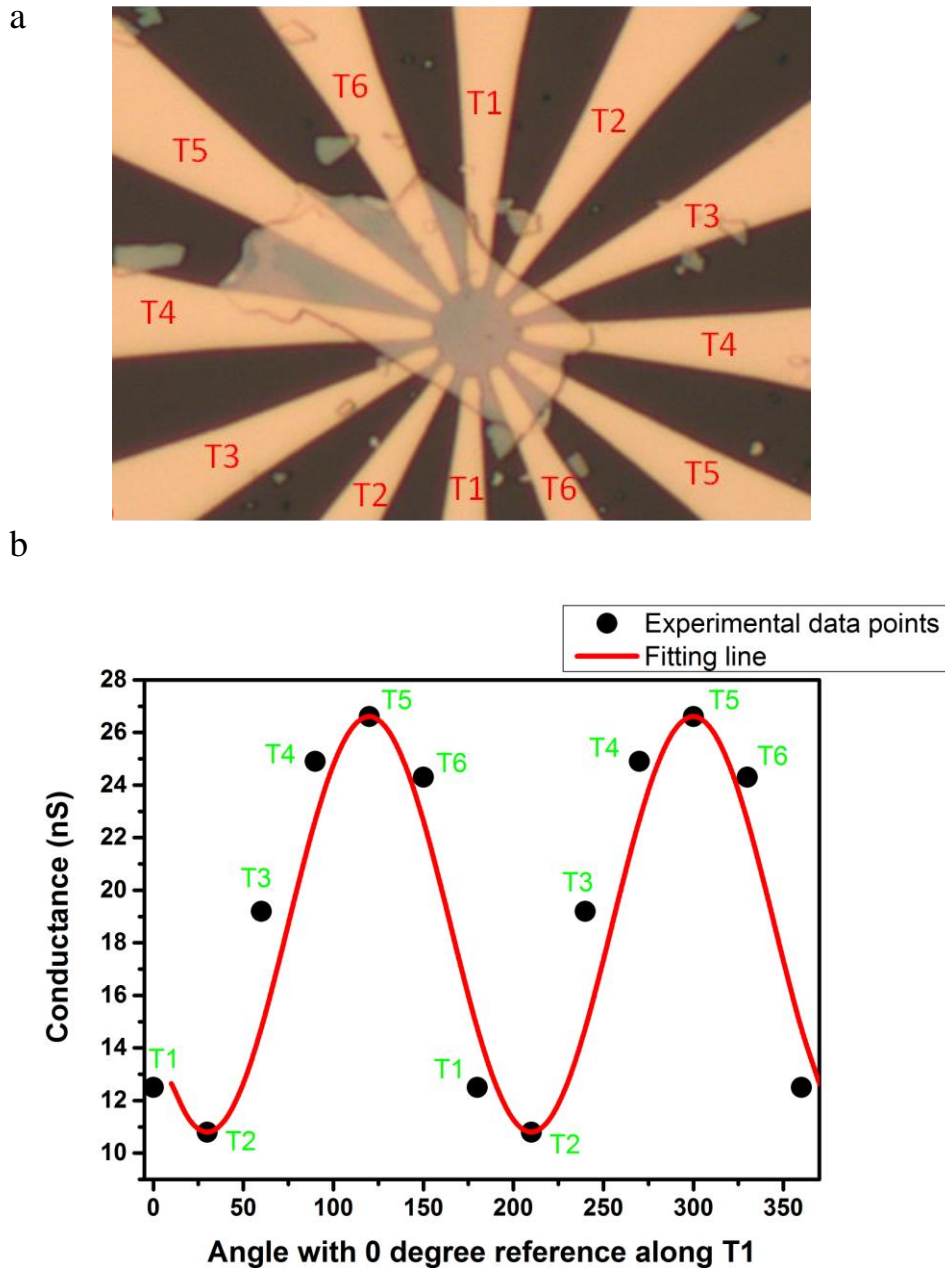 a
T6
T1
T2
T5
T3
T4
T4
T3
T5
T2
T1
T6
b
Experimental data points
Fitting line
28
26
24
22
20
18
16
14
12
10
Conductance (nS)
T5
T5
T4
T6
T4
T6
T3
T3
T1
T1
T2
T2
0 50 100 150 200 250 300 350
Angle with 0 degree reference along T1